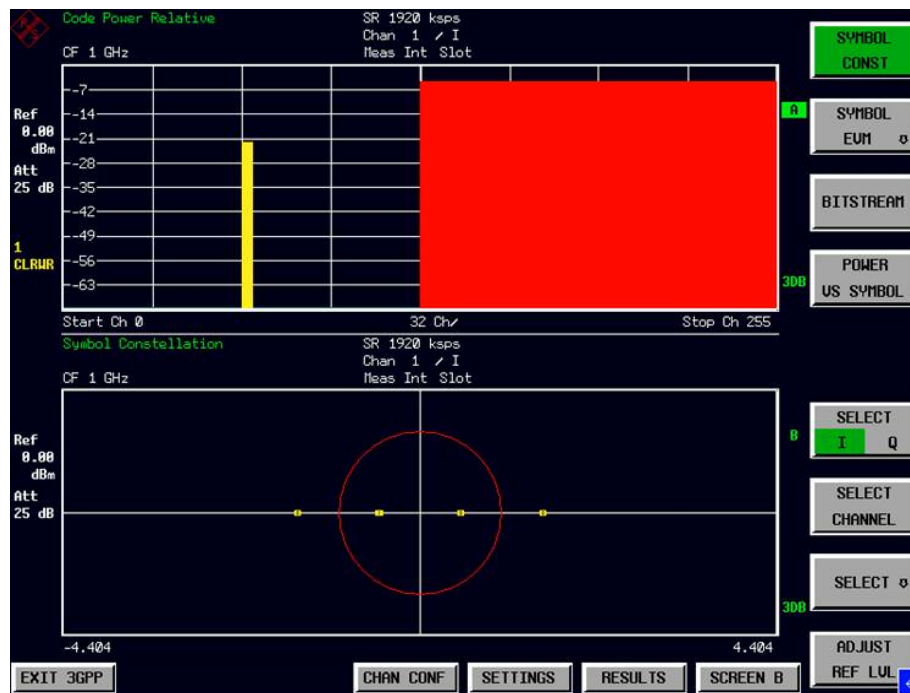 Code Power Relative
SR 1920 ksps
Chan 1 / I
CF 1 GHz
Meas Int Slot
Ref
0.00
dBm
Att
25 dB
1
CLRWR
-7
-14
-21
-28
-35
-42
-49
-56
-63
A
3DB
Start Ch 0
32 Ch/
Stop Ch 255
Symbol Constellation
SR 1920 ksps
Chan 1 / I
CF 1 GHz
Meas Int Slot
Ref
0.00
dBm
Att
25 dB
B
3DB
-4.404
4.404
SYMBOL
CONST
SYMBOL
EVM
BITSTREAM
POWER
VS SYMBOL
SELECT
I Q
SELECT
CHANNEL
SELECT
ADJUST
REF LVL
EXIT 3GPP
CHAN CONF
SETTINGS
RESULTS
SCREEN B